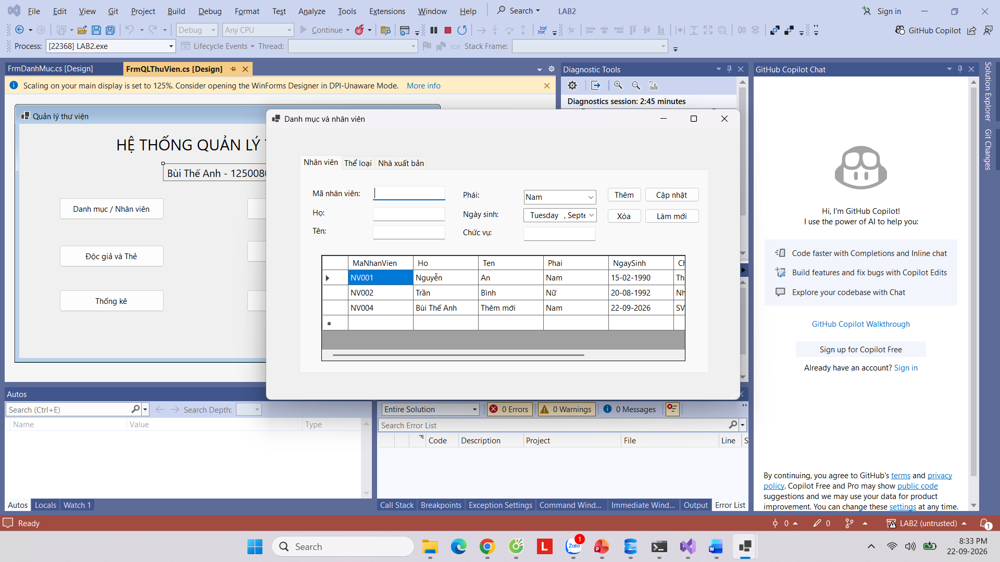 File Edit View Git Project Build Debug Format Test Analyze Tools Extensions Window Help Search LAB2 Sign in
Debug Any CPU Continue GitHub Copilot
Process: [22368] LAB2.exe Lifecycle Events Thread: Stack Frame:
FrmDanhMuc.cs [Design] FrmQLThuVien.cs [Design]
Scaling on your main display is set to 125%. Consider opening the WinForms Designer in DPI-Unaware Mode. More info
Quản lý thư viện
HỆ THỐNG QUẢN LÝ
Bùi Thế Anh - 1250080
Danh mục / Nhân viên
Độc giả và Thẻ
Thống kê
Diagnostic Tools
Diagnostics session: 2:45 minutes
Danh mục và nhân viên
Nhân viên Thể loại Nhà xuất bản
Mã nhân viên: Phái: Nam Thêm Cập nhật
Họ: Ngày sinh: Tuesday , Septe Xóa Làm mới
Tên: Chức vụ:
MaNhanVien Ho Ten Phai NgaySinh Ch
NV001 Nguyễn An Nam 15-02-1990 Th
NV002 Trần Bình Nữ 20-08-1992 Nh
NV004 Bùi Thế Anh Thêm mới Nam 22-09-2026 SV
GitHub Copilot Chat
Hi, I'm GitHub Copilot!
I use the power of AI to help you:
Code faster with Completions and Inline chat
Build features and fix bugs with Copilot Edits
Explore your codebase with Chat
GitHub Copilot Walkthrough
Sign up for Copilot Free
Already have an account? Sign in
By continuing, you agree to GitHub's terms and privacy
policy. Copilot Free and Pro may show public code
suggestions and we may use your data for product
improvement. You can change these settings at any time.
Solution Explorer
Git Changes
Autos
Search (Ctrl+E) Search Depth:
Name Value Type
Autos Locals Watch 1
Entire Solution 0 Errors 0 Warnings 0 Messages
Search Error List
Code Description Project File Line S
Call Stack Breakpoints Exception Settings Command Wind... Immediate Wind... Output Error List
Ready 0 0 LAB2 (untrusted) 1
Search L Zalo 1 8:33 PM
22-09-2026